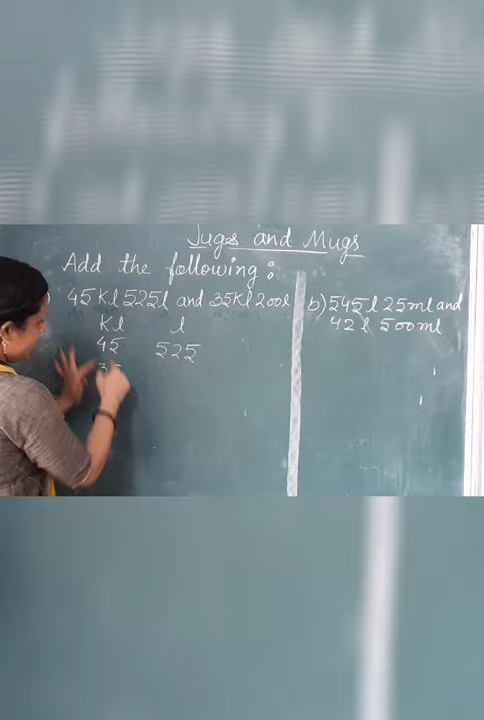 Jugs and Mugs
Add the following :
) 45 Kl 525 l and 35 Kl 200 l
Kl l
45 525
35
b) 545 l 25 ml and
42 l 500 ml